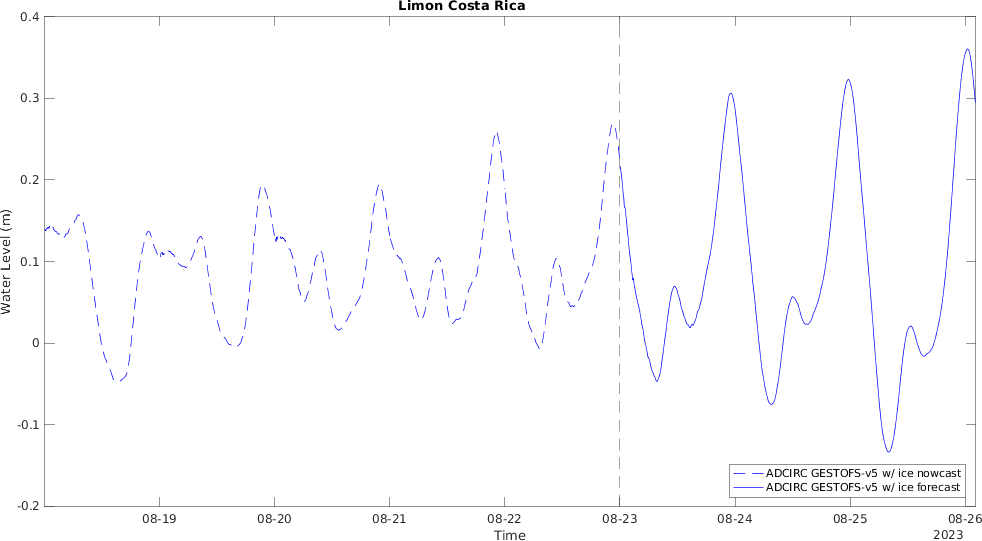 Limon Costa Rica
0.4
0.3
0.2
0.1
0
-0.1
-0.2
Water Level (m)
ADCIRC GESTOFS-v5 w/ ice nowcast
ADCIRC GESTOFS-v5 w/ ice forecast
08-19 08-20 08-21 08-22 08-23 08-24 08-25 08-26
Time
2023